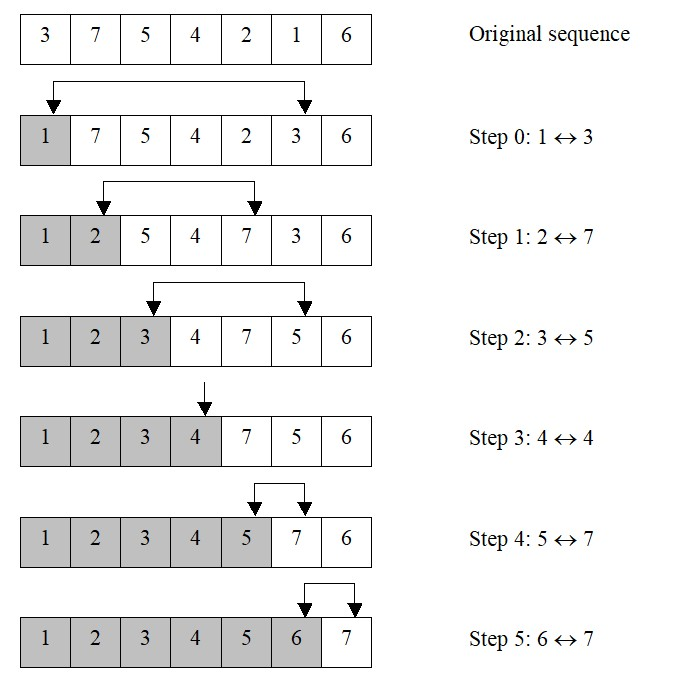 3 7 5 4 2 1 6 Original sequence
1 7 5 4 2 3 6 Step 0: 1 ↔ 3
1 2 5 4 7 3 6 Step 1: 2 ↔ 7
1 2 3 4 7 5 6 Step 2: 3 ↔ 5
1 2 3 4 7 5 6 Step 3: 4 ↔ 4
1 2 3 4 5 7 6 Step 4: 5 ↔ 7
1 2 3 4 5 6 7 Step 5: 6 ↔ 7